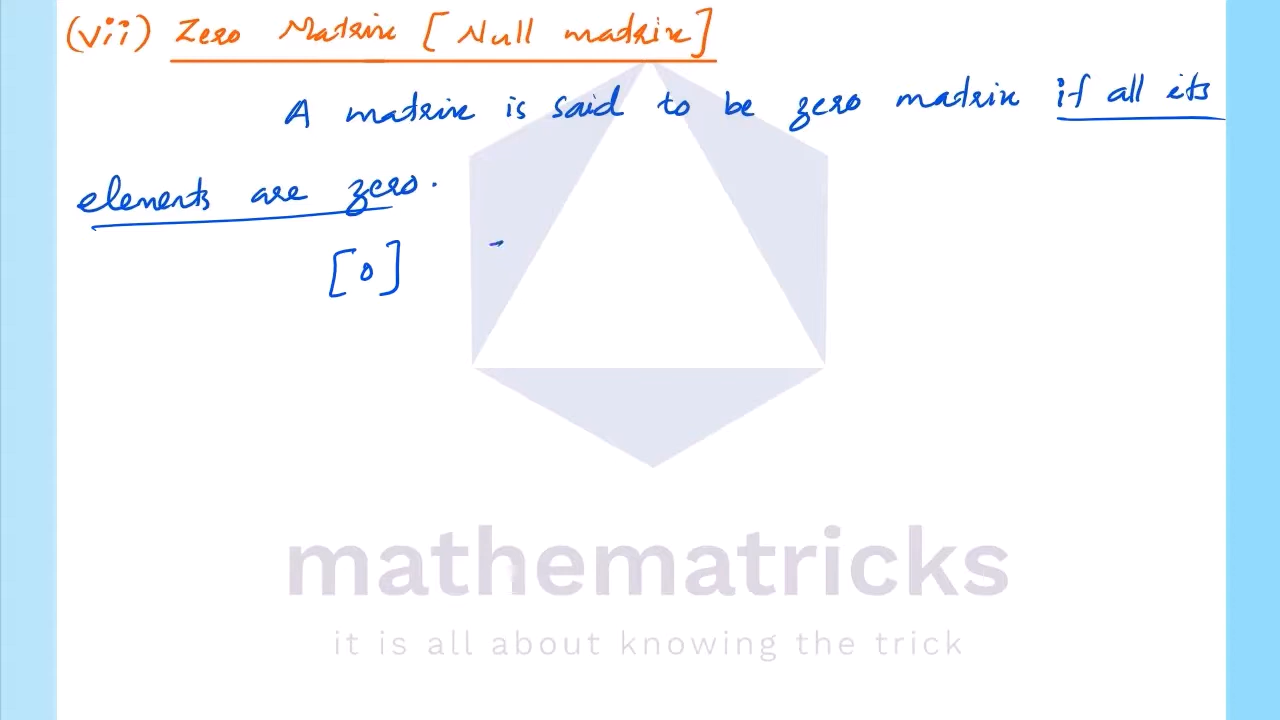 (vii) Zero Matrix [Null matrix]
A matrix is said to be zero matrix if all its
elements are zero.
[0]
mathematricks
it is all about knowing the trick